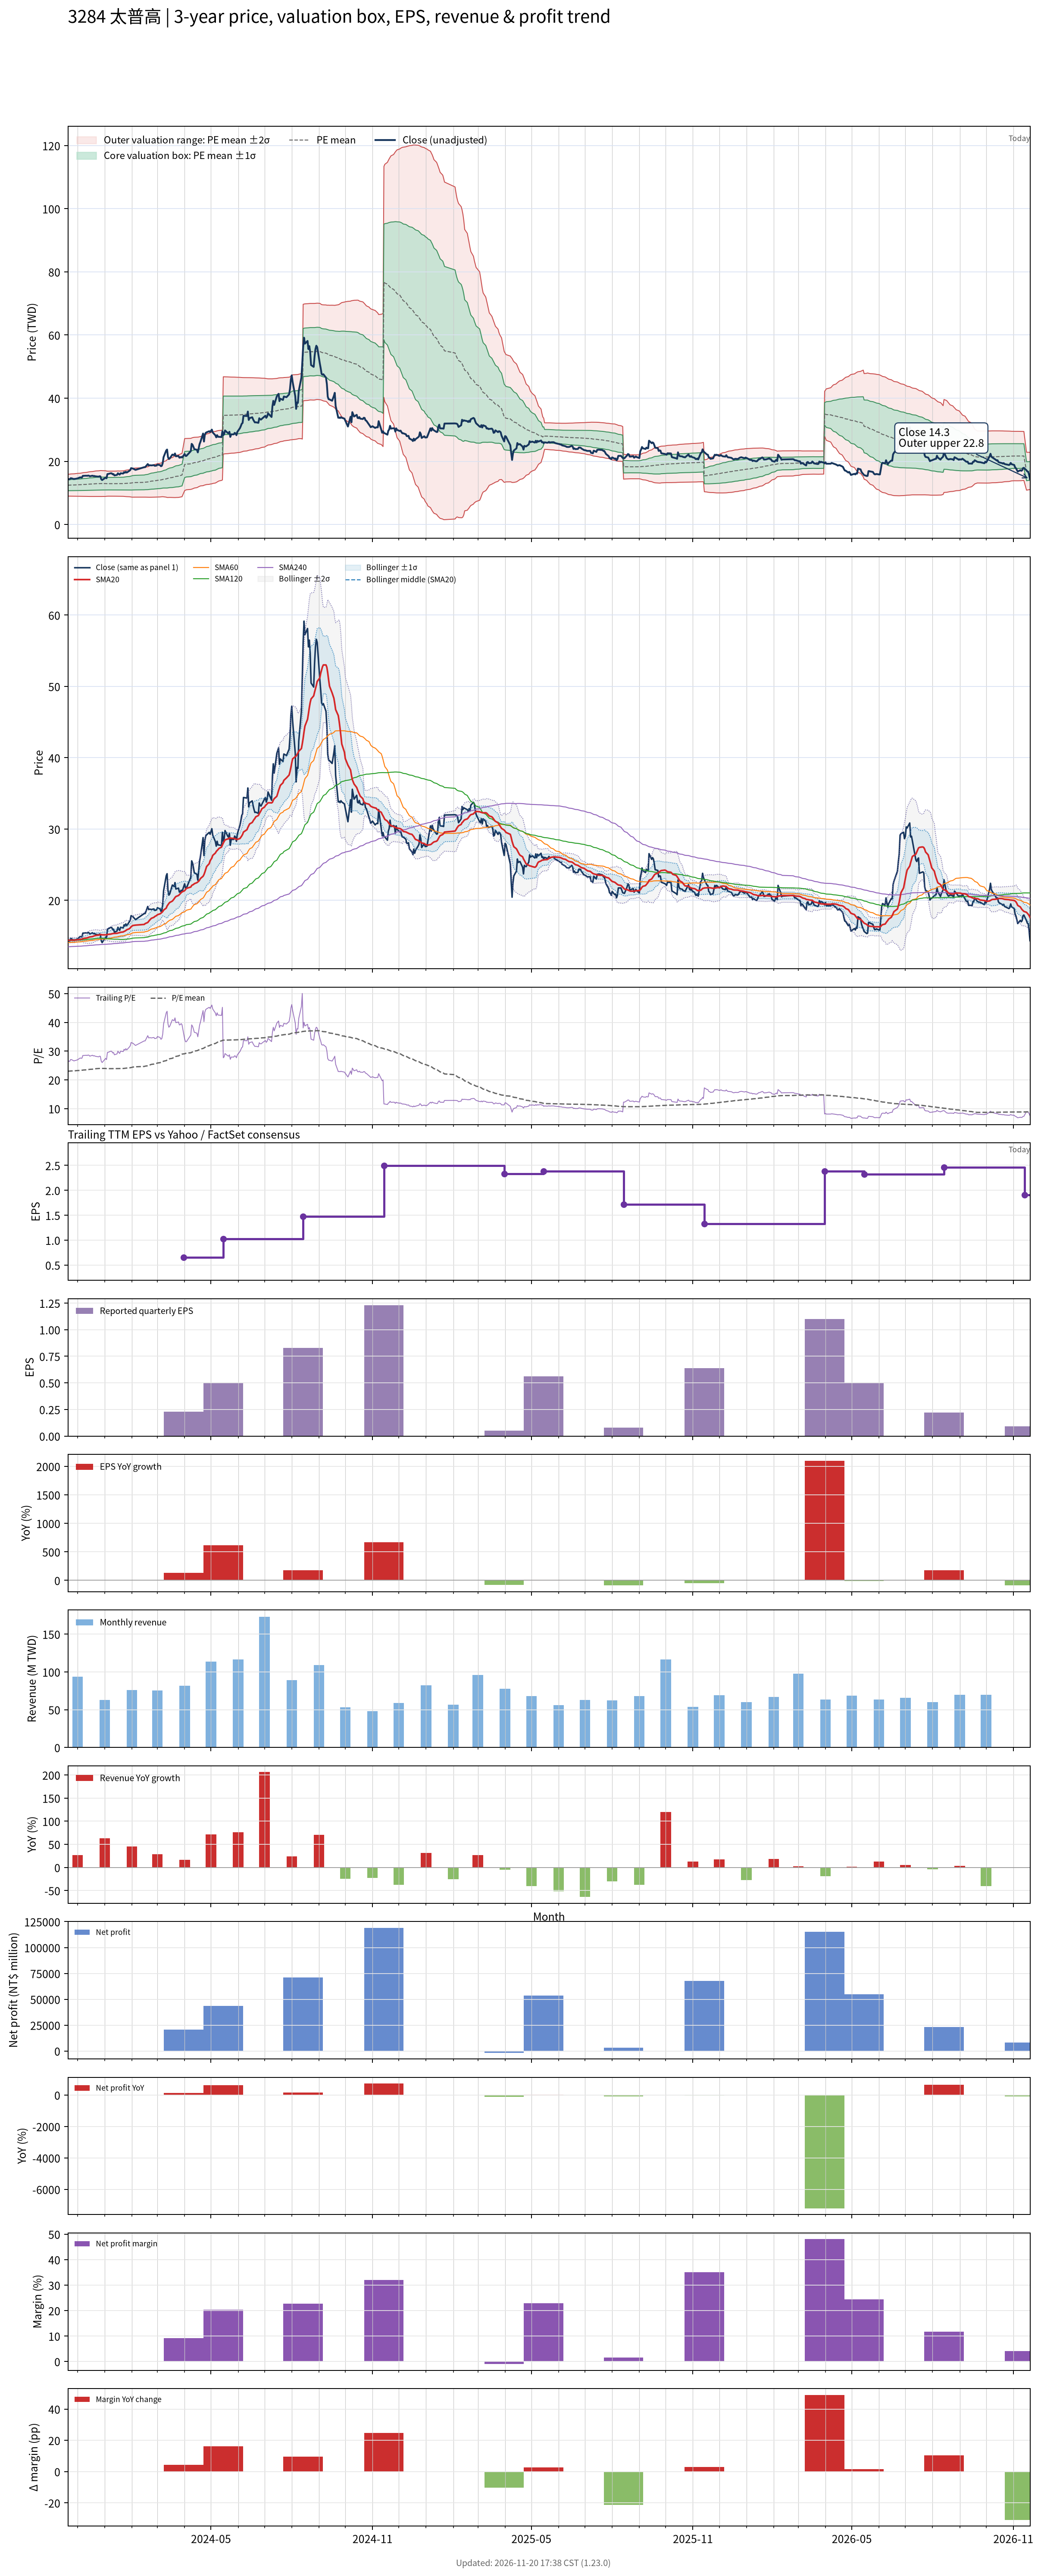 3284 太普高 | 3-year price, valuation box, EPS, revenue & profit trend
Outer valuation range: PE mean ±2σ
Core valuation box: PE mean ±1σ
PE mean
Close (unadjusted)
Today
120
100
80
60
40
20
0
Price (TWD)
Close 14.3
Outer upper 22.8
Close (same as panel 1)
SMA20
SMA60
SMA120
SMA240
Bollinger ±2σ
Bollinger ±1σ
Bollinger middle (SMA20)
60
50
40
30
20
Price
Trailing P/E
P/E mean
50
40
30
20
10
P/E
Trailing TTM EPS vs Yahoo / FactSet consensus
Today
2.5
2.0
1.5
1.0
0.5
EPS
Reported quarterly EPS
1.25
1.00
0.75
0.50
0.25
0.00
EPS
EPS YoY growth
2000
1500
1000
500
0
YoY (%)
Monthly revenue
150
100
50
0
Revenue (M TWD)
Revenue YoY growth
200
150
100
50
0
-50
YoY (%)
Month
Net profit
125000
100000
75000
50000
25000
0
Net profit (NT$ million)
Net profit YoY
0
-2000
-4000
-6000
YoY (%)
Net profit margin
50
40
30
20
10
0
Margin (%)
Margin YoY change
40
20
0
-20
Δ margin (pp)
2024-05
2024-11
2025-05
2025-11
2026-05
2026-11
Updated: 2026-11-20 17:38 CST (1.23.0)